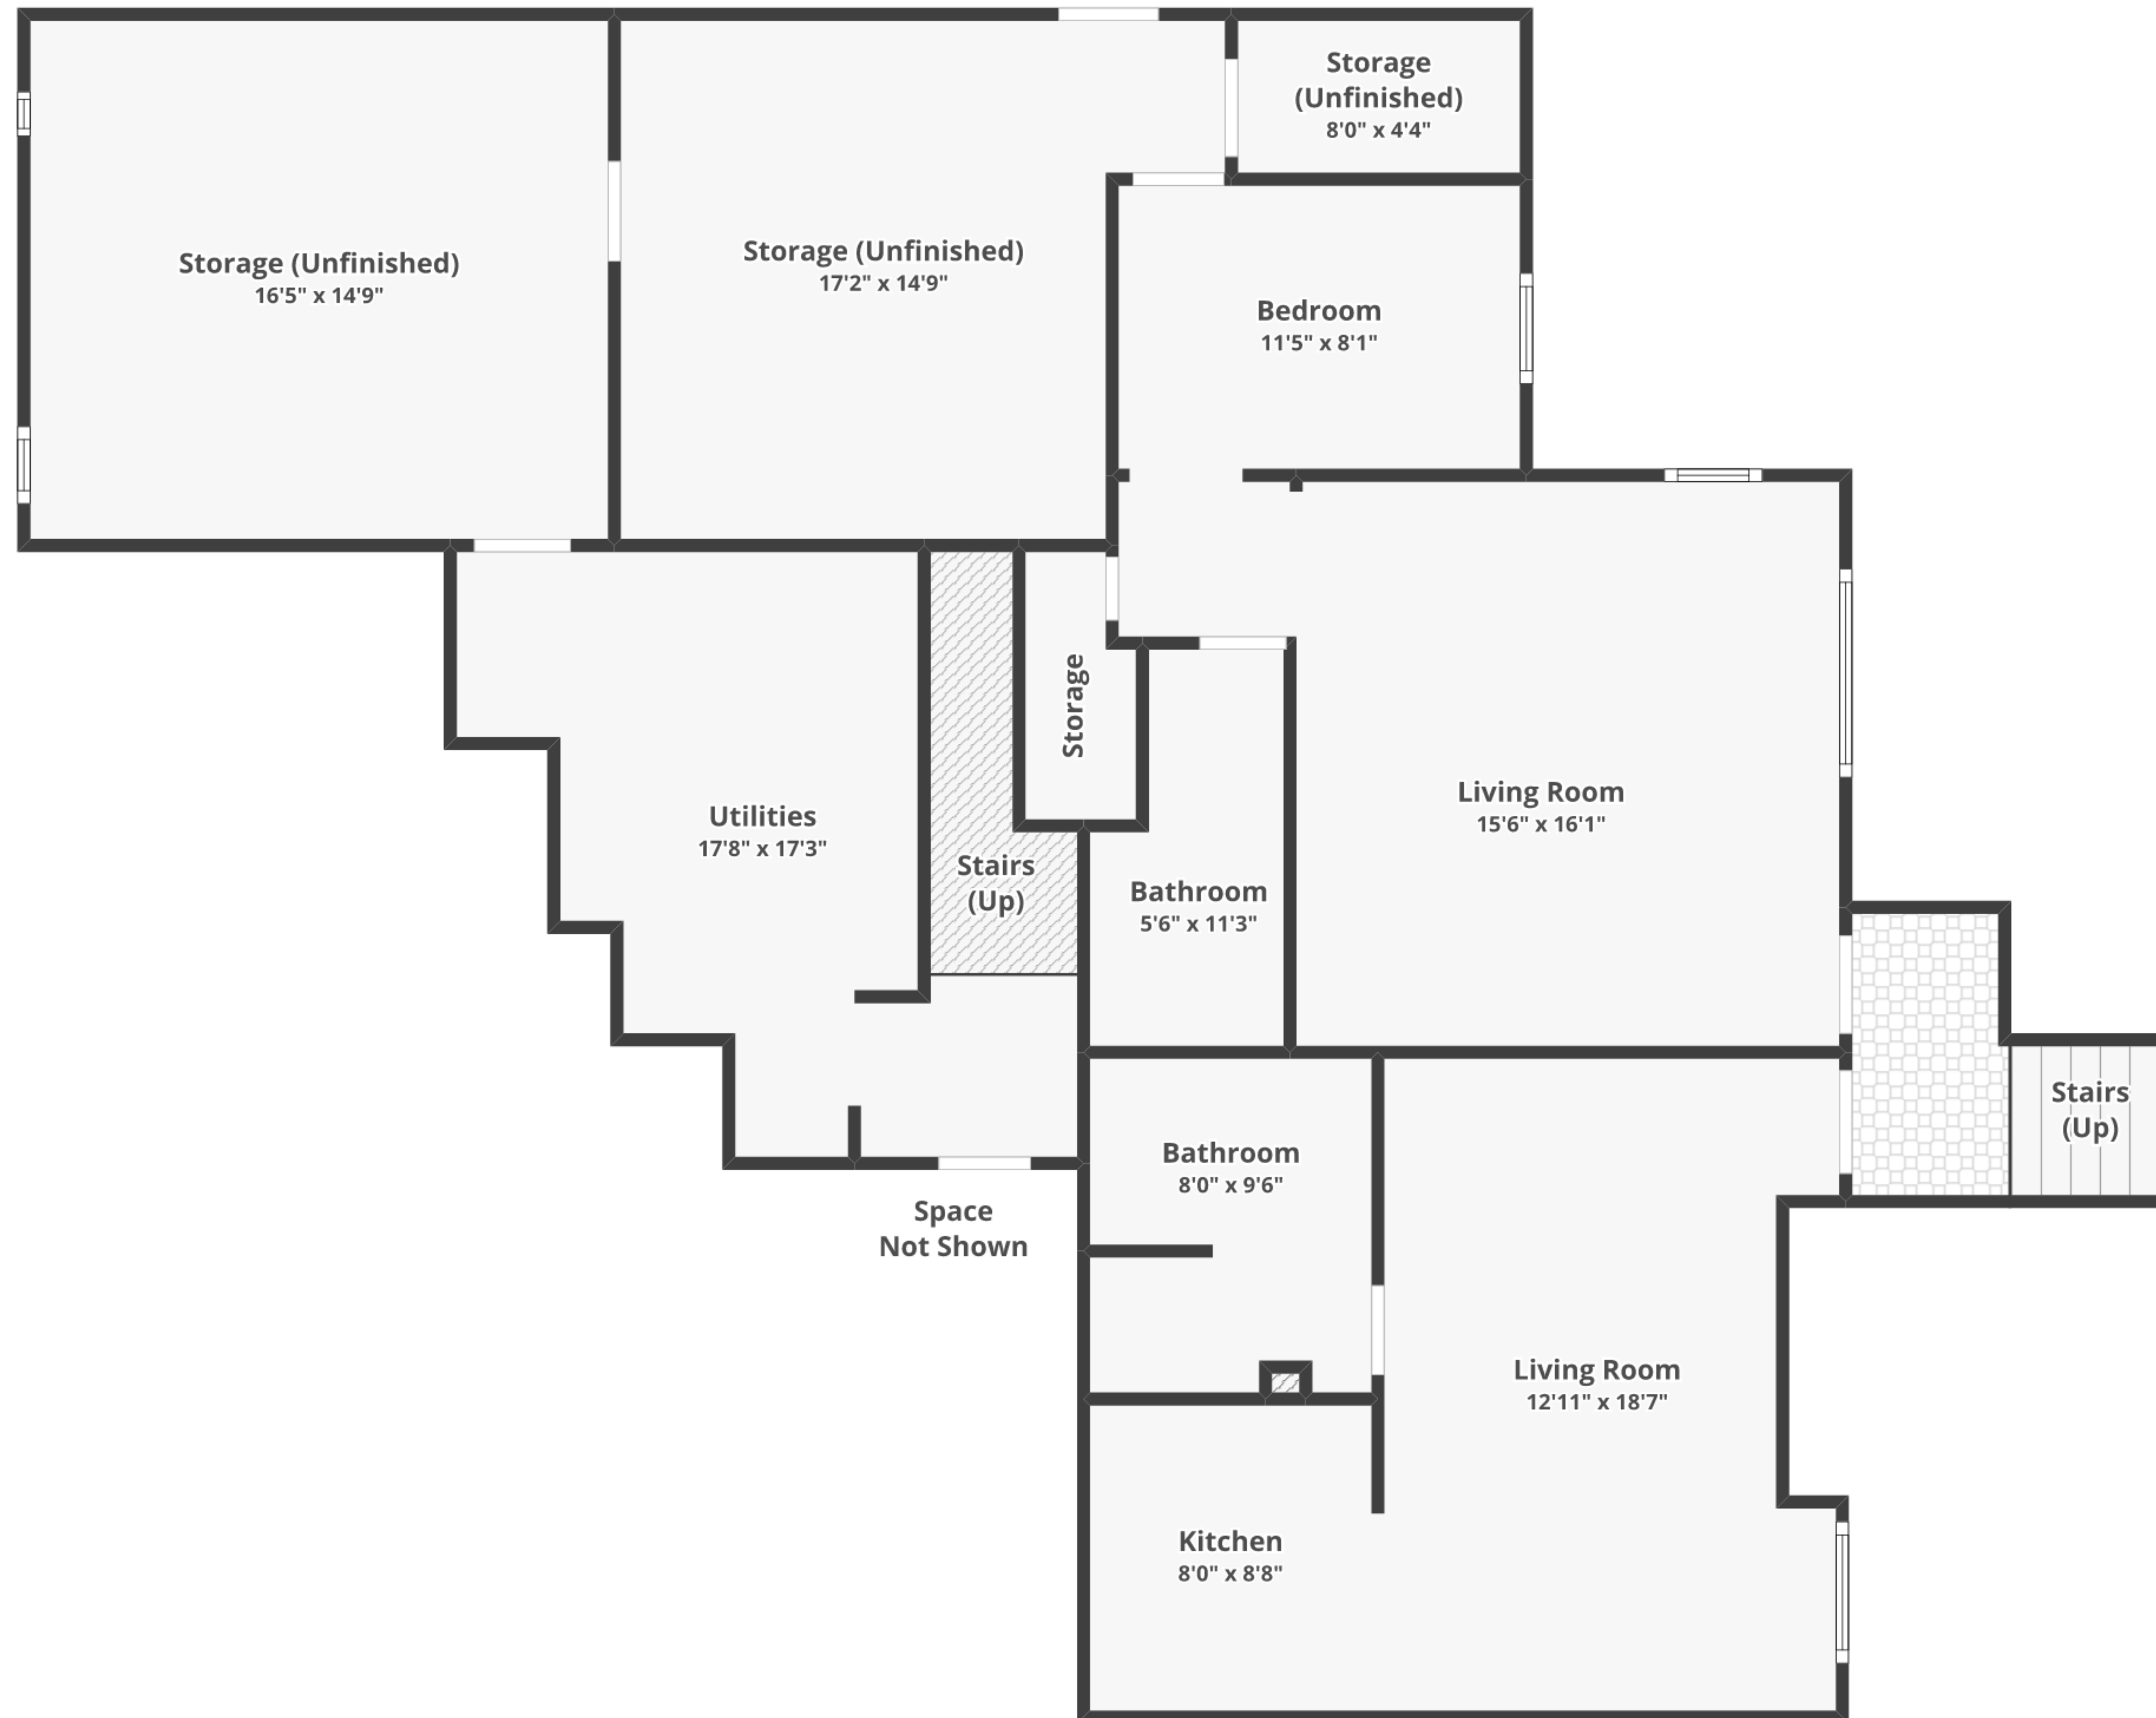 Storage
(Unfinished)
8'0" x 4'4"
Storage (Unfinished)
16'5" x 14'9"
Storage (Unfinished)
17'2" x 14'9"
Bedroom
11'5" x 8'1"
Storage
Utilities
17'8" x 17'3"
Stairs
(Up)
Bathroom
5'6" x 11'3"
Living Room
15'6" x 16'1"
Stairs
(Up)
Bathroom
8'0" x 9'6"
Space
Not Shown
Living Room
12'11" x 18'7"
Kitchen
8'0" x 8'8"